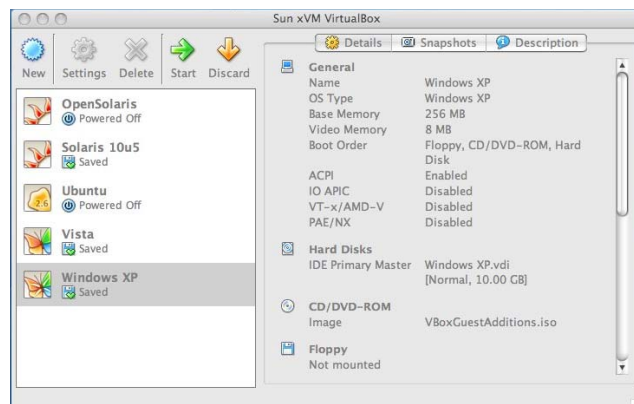 Sun xVM VirtualBox
New Settings Delete Start Discard
Details Snapshots Description
OpenSolaris
Powered Off
Solaris 10u5
Saved
2.6
Ubuntu
Powered Off
Vista
Saved
Windows XP
Saved
General
Name Windows XP
OS Type Windows XP
Base Memory 256 MB
Video Memory 8 MB
Boot Order Floppy, CD/DVD-ROM, Hard
Disk
ACPI Enabled
IO APIC Disabled
VT-x/AMD-V Disabled
PAE/NX Disabled
Hard Disks
IDE Primary Master Windows XP.vdi
[Normal, 10.00 GB]
CD/DVD-ROM
Image VBoxGuestAdditions.iso
Floppy
Not mounted